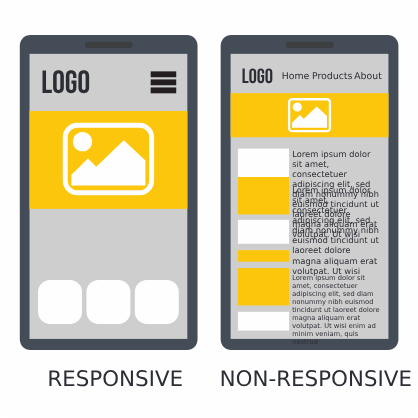 LOGO
LOGO Home Products About
Lorem ipsum dolor
sit amet,
consectetuer
adipiscing elit, sed
diam nonummy nibh
euismod tincidunt ut
laoreet dolore
magna aliquam erat
volutpat. Ut wisi
Lorem ipsum dolor
sit amet,
consectetuer
adipiscing elit, sed
diam nonummy nibh
euismod tincidunt ut
laoreet dolore
magna aliquam erat
volutpat. Ut wisi
Lorem ipsum dolor sit
amet, consectetuer
adipiscing elit, sed diam
nonummy nibh euismod
tincidunt ut laoreet dolore
magna aliquam erat
volutpat. Ut wisi enim ad
minim veniam, quis
nostrud
RESPONSIVE
NON-RESPONSIVE